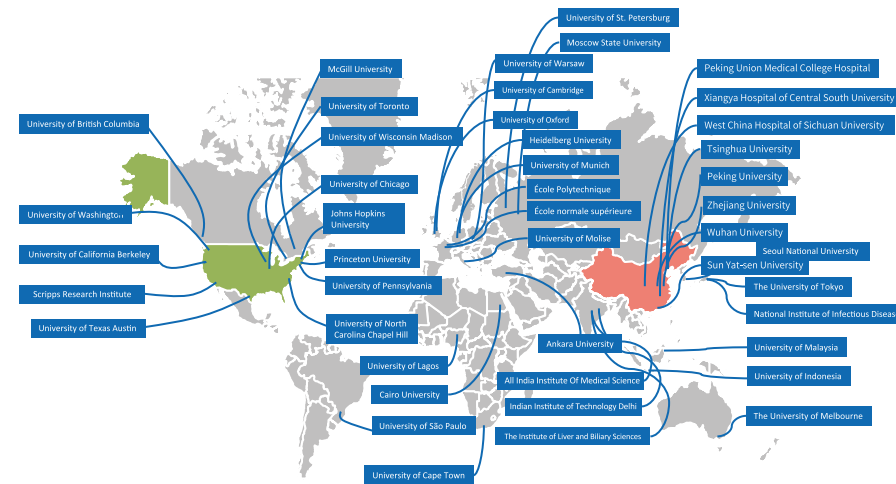 University of St. Petersburg
Moscow State University
University of Warsaw
McGill University
Peking Union Medical College Hospital
University of Cambridge
Xiangya Hospital of Central South University
University of Toronto
University of Oxford
University of British Columbia
West China Hospital of Sichuan University
University of Wisconsin Madison
Heidelberg University
Tsinghua University
University of Munich
Peking University
University of Chicago
École Polytechnique
Zhejiang University
University of Washington
Johns Hopkins
University
École normale supérieure
Wuhan University
University of Molise
Seoul National University
University of California Berkeley
Princeton University
Sun Yat-sen University
University of Pennsylvania
The University of Tokyo
Scripps Research Institute
National Institute of Infectious Diseas
University of Texas Austin
University of North
Carolina Chapel Hill
Ankara University
University of Malaysia
University of Lagos
All India Institute Of Medical Science
University of Indonesia
Cairo University
Indian Institute of Technology Delhi
The University of Melbourne
University of São Paulo
The Institute of Liver and Biliary Sciences
University of Cape Town